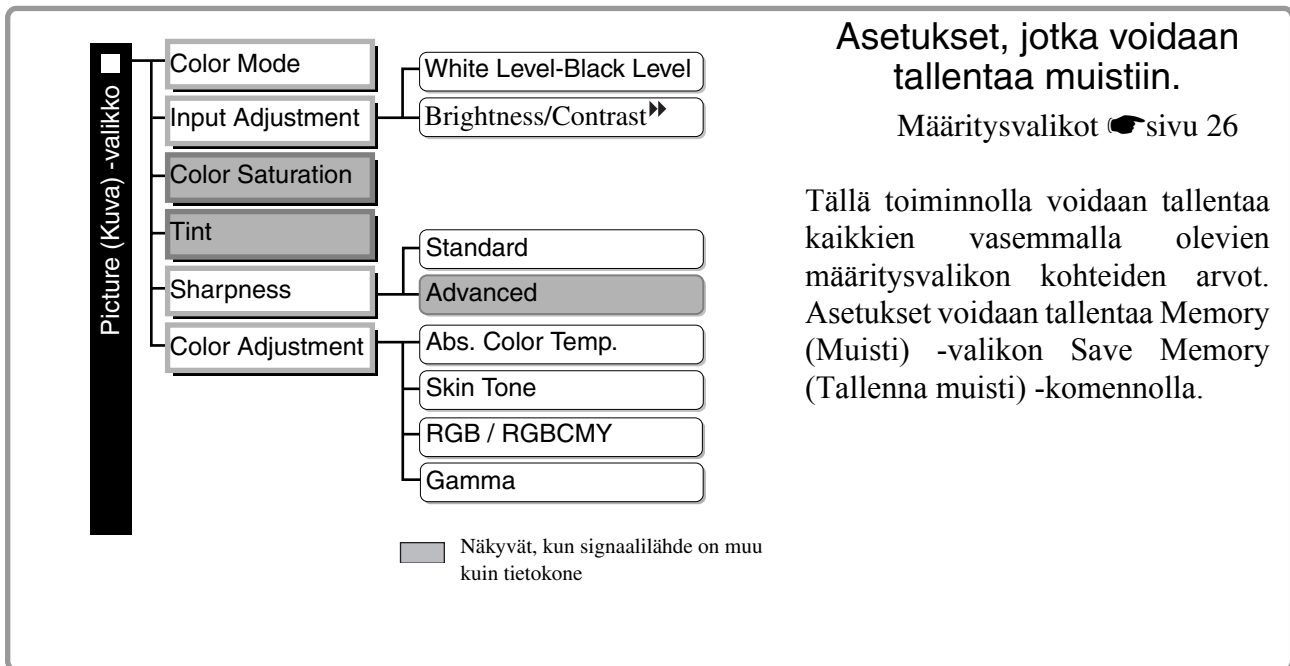 Picture (Kuva) -valikko
Color Mode
Input Adjustment
Color Saturation
Tint
Sharpness
Color Adjustment
White Level-Black Level
Brightness/Contrast
Standard
Advanced
Abs. Color Temp.
Skin Tone
RGB / RGBCMY
Gamma
Näkyvät, kun signaalilähde on muu
kuin tietokone
Asetukset, jotka voidaan
tallentaa muistiin.
Määritysvalikot ☛sivu 26
Tällä toiminnolla voidaan tallentaa
kaikkien vasemmalla olevien
määritysvalikon kohteiden arvot.
Asetukset voidaan tallentaa Memory
(Muisti) -valikon Save Memory
(Tallenna muisti) -komennolla.